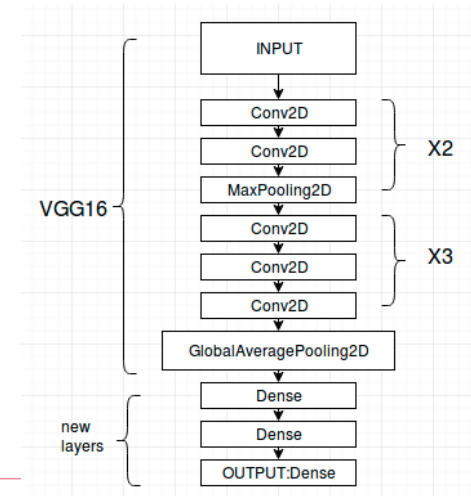 INPUT
Conv2D
Conv2D
X2
MaxPooling2D
VGG16
Conv2D
Conv2D
X3
Conv2D
GlobalAveragePooling2D
Dense
new
layers
Dense
OUTPUT:Dense